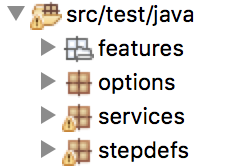 src/test/java
features
options
services
stepdefs